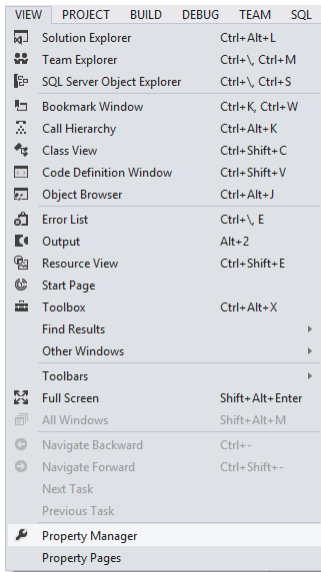 VIEW PROJECT BUILD DEBUG TEAM SQL
Solution Explorer Ctrl+Alt+L
Team Explorer Ctrl+\, Ctrl+M
SQL Server Object Explorer Ctrl+\, Ctrl+S
Bookmark Window Ctrl+K, Ctrl+W
Call Hierarchy Ctrl+Alt+K
Class View Ctrl+Shift+C
Code Definition Window Ctrl+Shift+V
Object Browser Ctrl+Alt+J
Error List Ctrl+\, E
Output Alt+2
Resource View Ctrl+Shift+E
Start Page
Toolbox Ctrl+Alt+X
Find Results
Other Windows
Toolbars
Full Screen Shift+Alt+Enter
All Windows Shift+Alt+M
Navigate Backward Ctrl+-
Navigate Forward Ctrl+Shift+-
Next Task
Previous Task
Property Manager
Property Pages